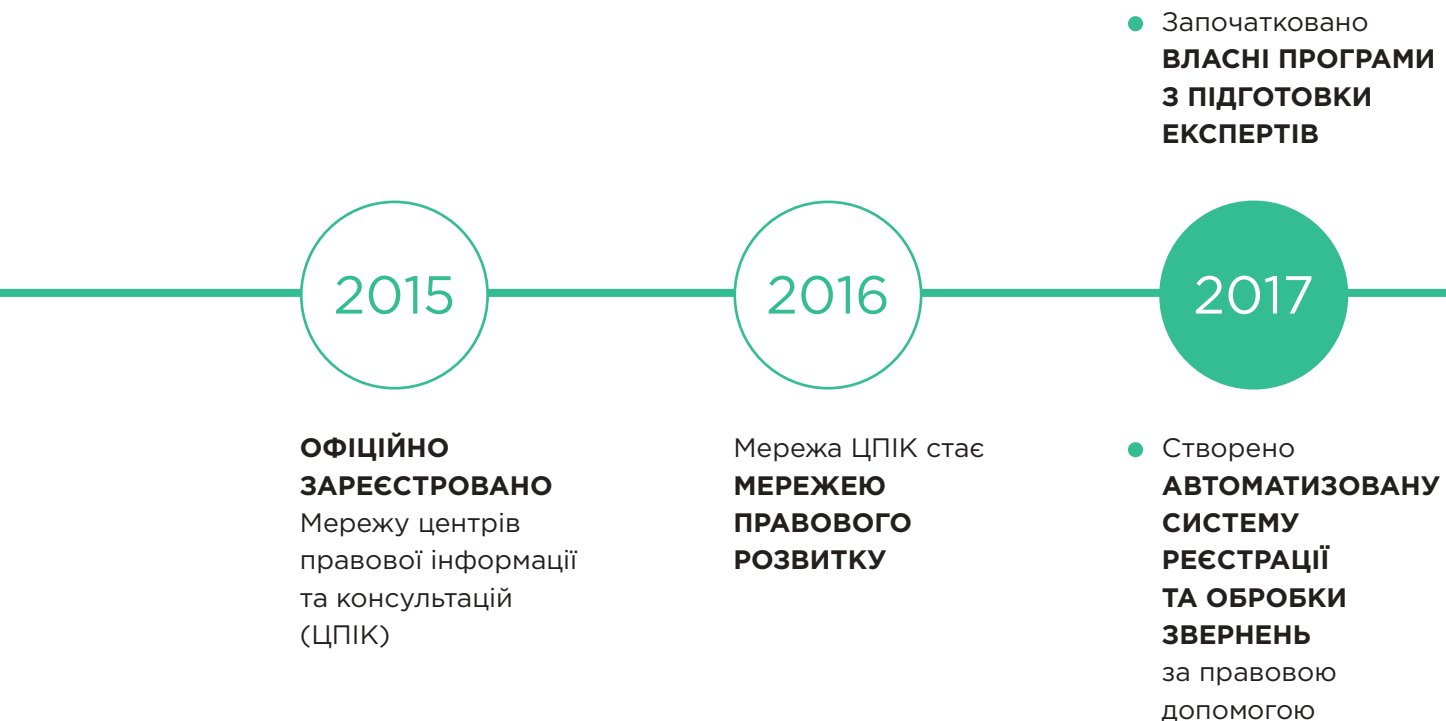 Започатковано
ВЛАСНІ ПРОГРАМИ
З ПІДГОТОВКИ
ЕКСПЕРТІВ
2015
2016
2017
ОФІЦІЙНО
ЗАРЕЄСТРОВАНО
Мережу центрів
правової інформації
та консультацій
(ЦПІК)
Мережа ЦПІК стає
МЕРЕЖЕЮ
ПРАВОВОГО
РОЗВИТКУ
Створено
АВТОМАТИЗОВАНУ
СИСТЕМУ
РЕЄСТРАЦІЇ
ТА ОБРОБКИ
ЗВЕРНЕНЬ
за правовою
допомогою